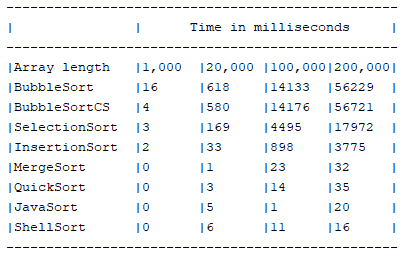 -------------------------------------------------
|               |      Time in milliseconds     |
-------------------------------------------------
|Array length   |1,000  |20,000 |100,000|200,000|
|BubbleSort     |16     |618    |14133  |56229  |
|BubbleSortCS   |4      |580    |14176  |56721  |
|SelectionSort  |3      |169    |4495   |17972  |
|InsertionSort  |2      |33     |898    |3775   |
|MergeSort      |0      |1      |23     |32     |
|QuickSort      |0      |3      |14     |35     |
|JavaSort       |0      |5      |1      |20     |
|ShellSort      |0      |6      |11     |16     |
-------------------------------------------------